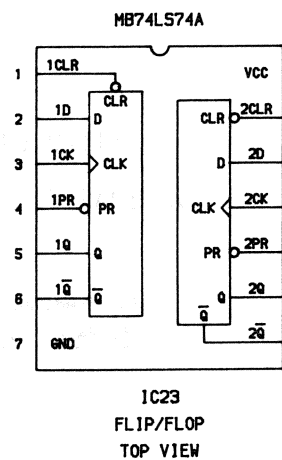 MB74LS74A
1 1CLR VCC
CLR
2 1D D CLR 2CLR
3 1CK CLK D 2D
4 1PR PR CLK 2CK
5 1Q Q PR 2PR
6 1Q̅ Q̅ Q 2Q
Q̅
7 GND 2Q̅
IC23
FLIP/FLOP
TOP VIEW